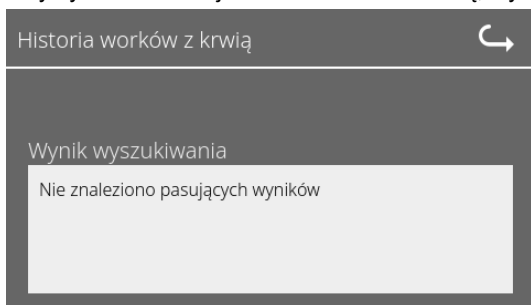 Historia worków z krwią
Wynik wyszukiwania
Nie znaleziono pasujących wyników